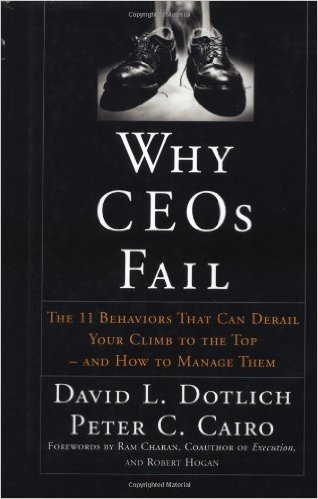 Copyrighted Material
WHY
CEOS
FAIL
THE 11 BEHAVIORS THAT CAN DERAIL
YOUR CLIMB TO THE TOP
– AND HOW TO MANAGE THEM
DAVID L. DOTLICH
PETER C. CAIRO
FOREWORDS BY RAM CHARAN, COAUTHOR OF Execution,
AND ROBERT HOGAN
Copyrighted Material